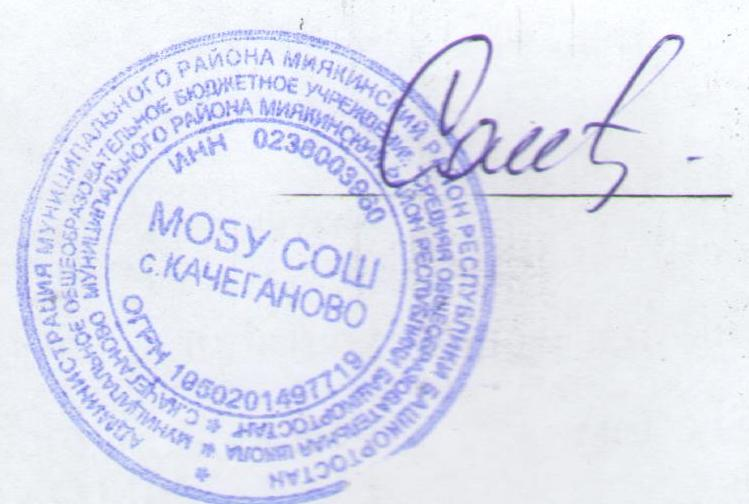 АДМИНИСТРАЦИЯ МУНИЦИПАЛЬНОГО РАЙОНА МИЯКИНСКИЙ РАЙОН РЕСПУБЛИКИ БАШКОРТОСТАН *
МУНИЦИПАЛЬНОЕ ОБЩЕОБРАЗОВАТЕЛЬНОЕ БЮДЖЕТНОЕ УЧРЕЖДЕНИЕ СРЕДНЯЯ ОБЩЕОБРАЗОВАТЕЛЬНАЯ ШКОЛА *
С.КАЧЕГАНОВО МУНИЦИПАЛЬНОГО РАЙОНА МИЯКИНСКИЙ РАЙОН РЕСПУБЛИКИ БАШКОРТОСТАН *
ИНН 0238003960
МОБУ СОШ
с.КАЧЕГАНОВО
ОГРН 1050201497719